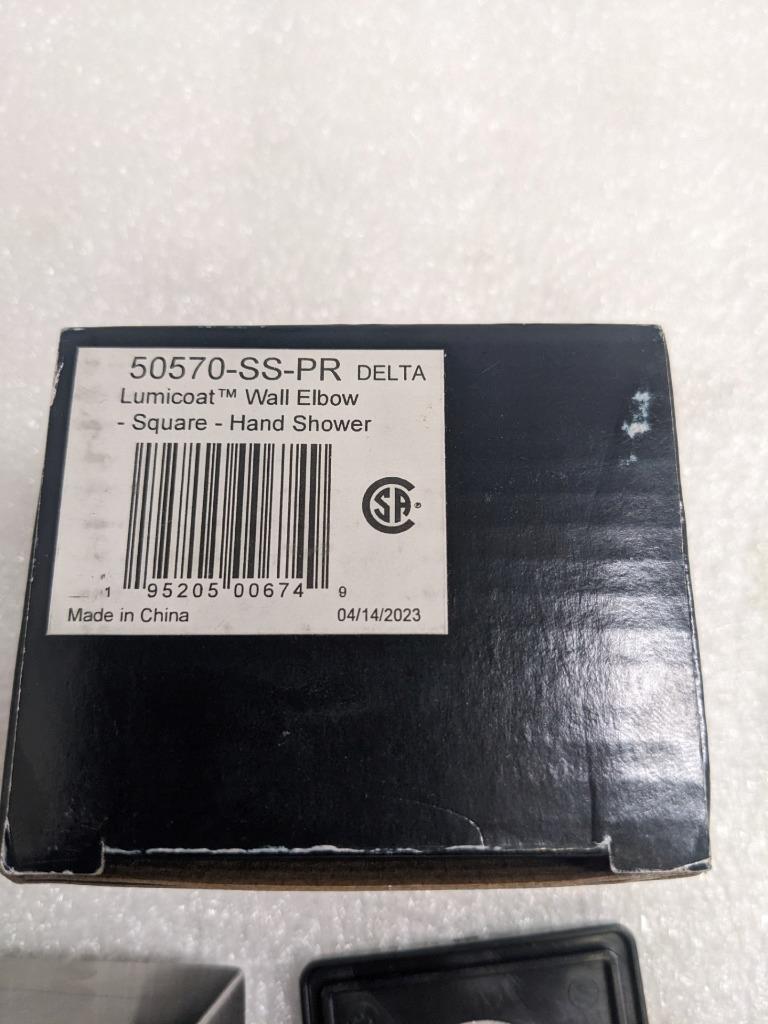 50570-SS-PR DELTA
Lumicoat™ Wall Elbow
- Square - Hand Shower
CSA®
1 95205 00674 9
Made in China 04/14/2023